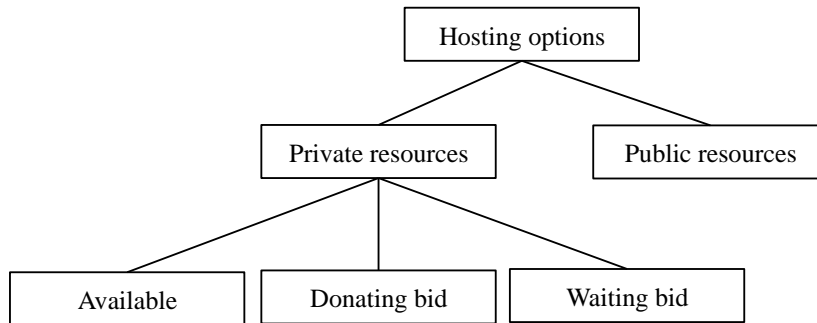 Hosting options
Private resources
Public resources
Available
Donating bid
Waiting bid